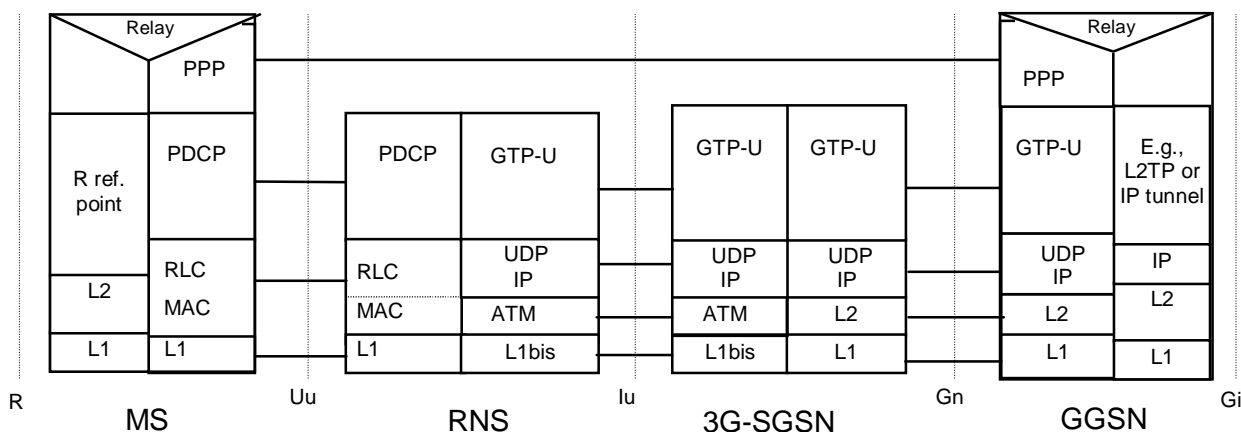 Relay
Relay
PPP
PPP
R ref.
point
PDCP
PDCP
GTP-U
GTP-U
GTP-U
GTP-U
E.g.,
L2TP or
IP tunnel
RLC
MAC
RLC
MAC
UDP
IP
UDP
IP
UDP
IP
UDP
IP
IP
L2
ATM
ATM
L2
L2
L2
L1
L1
L1
L1bis
L1bis
L1
L1
L1
R
MS
Uu
RNS
Iu
3G-SGSN
Gn
GGSN
Gi